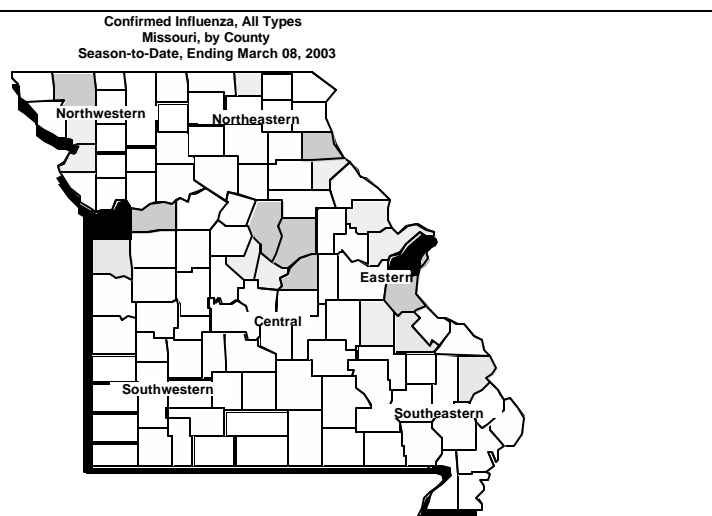 Confirmed Influenza, All Types
Missouri, by County
Season-to-Date, Ending March 08, 2003
Northwestern
Northeastern
Eastern
Central
Southwestern
Southeastern